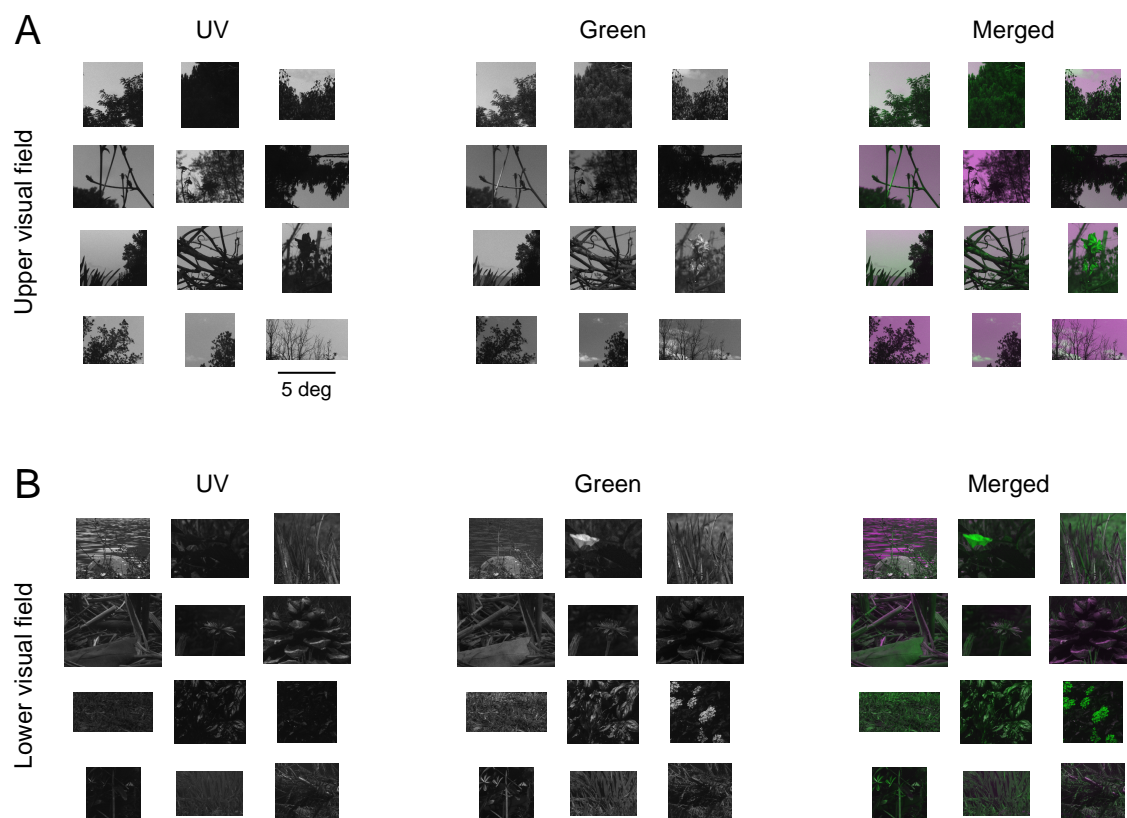 A
UV
Green
Merged
Upper visual field
5 deg
B
UV
Green
Merged
Lower visual field